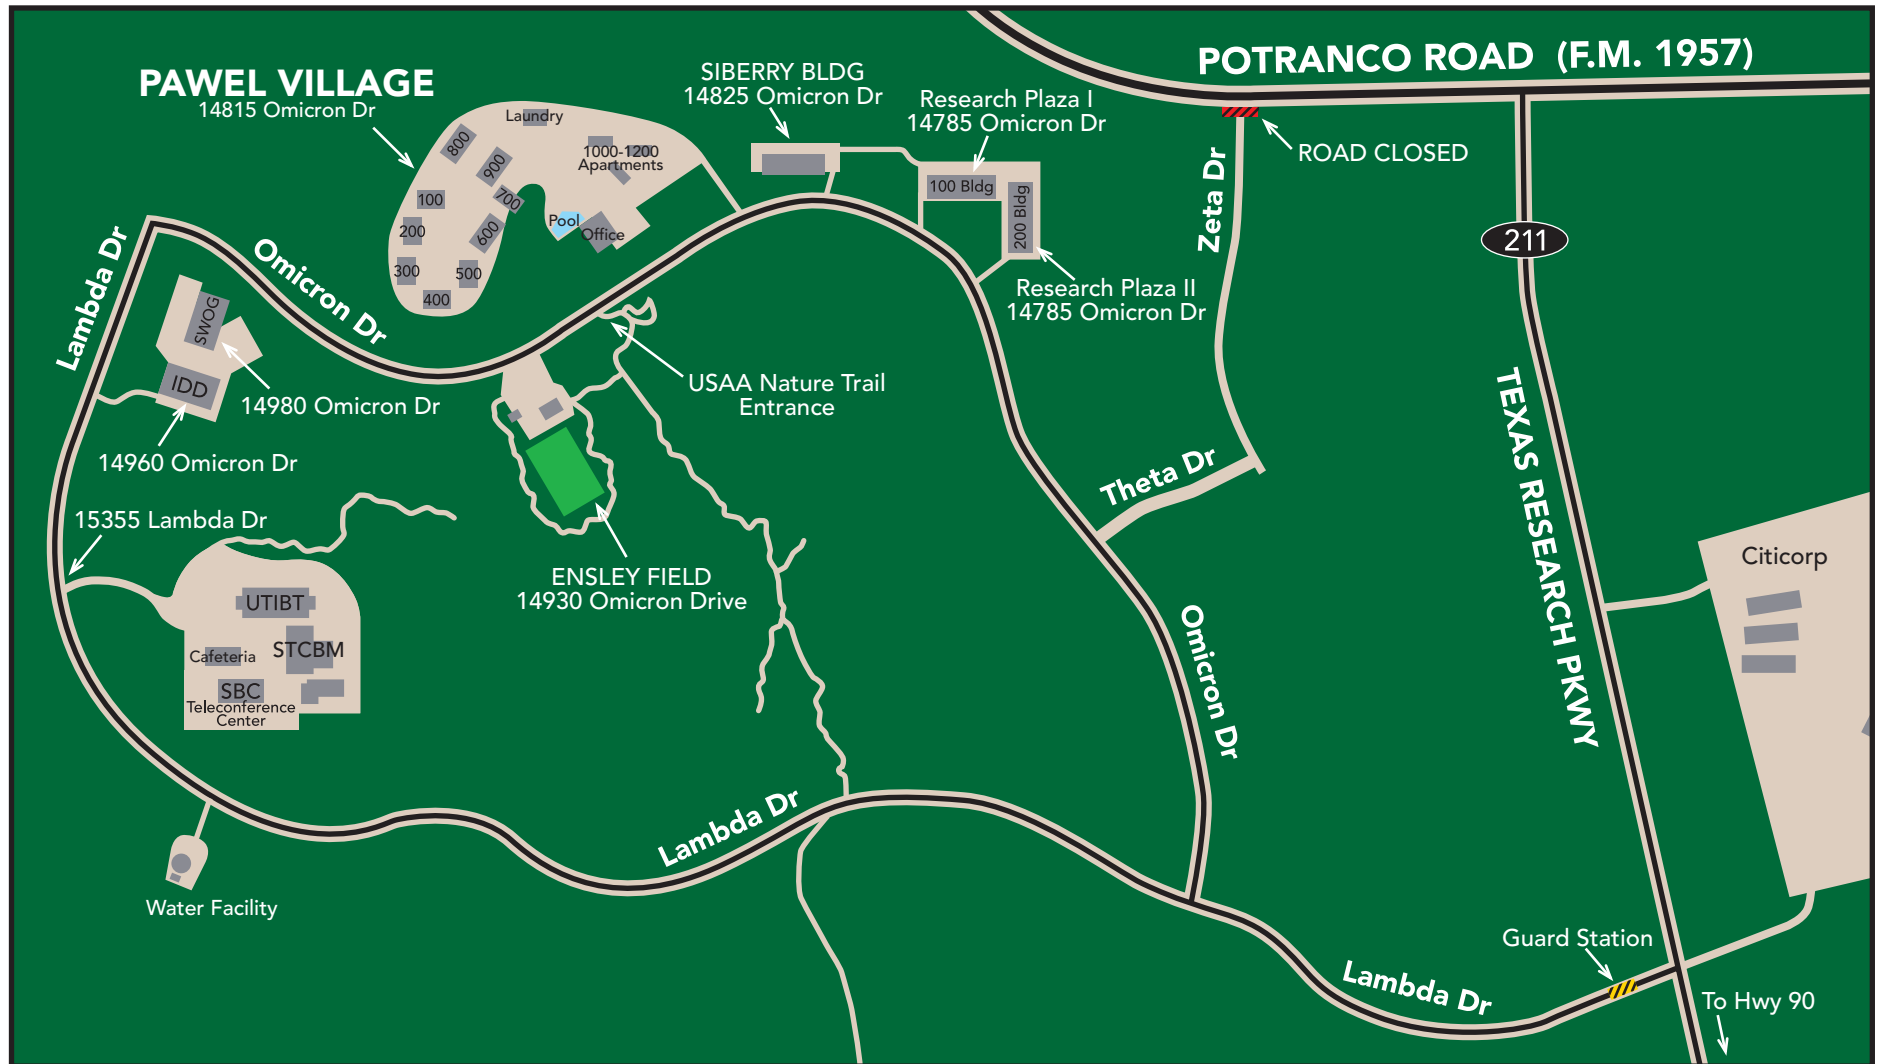 POTRANCO ROAD (F.M. 1957)
PAWEL VILLAGE
14815 Omicron Dr
SIBERRY BLDG
14825 Omicron Dr
Research Plaza I
14785 Omicron Dr
ROAD CLOSED
Laundry
800
900
1000-1200
Apartments
700
100
200
600
Pool
Office
300
500
400
100 Bldg
200 Bldg
Zeta Dr
211
Research Plaza II
14785 Omicron Dr
Lambda Dr
Omicron Dr
SWOG
IDD
14980 Omicron Dr
14960 Omicron Dr
USAA Nature Trail
Entrance
TEXAS RESEARCH PKWY
Theta Dr
15355 Lambda Dr
ENSLEY FIELD
14930 Omicron Drive
Citicorp
UTIBT
Cafeteria
STCBM
SBC
Teleconference
Center
Omicron Dr
Lambda Dr
Water Facility
Guard Station
Lambda Dr
To Hwy 90